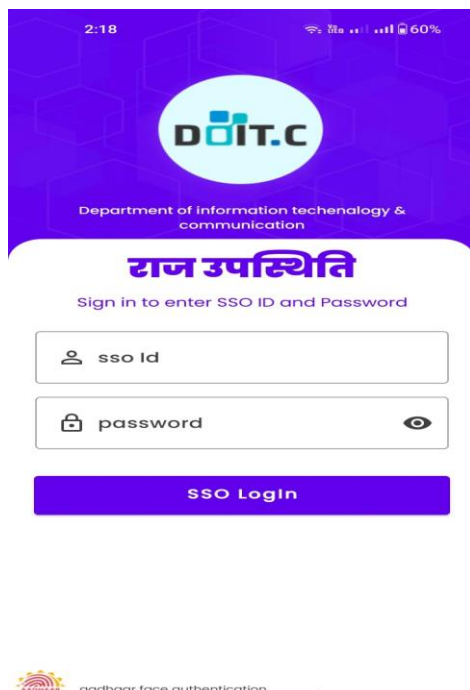 2:18 60%
DOIT.C
Department of information techenalogy &
communication
राज उपस्थिति
Sign in to enter SSO ID and Password
sso Id
password
SSO LogIn
aadhaar face authentication